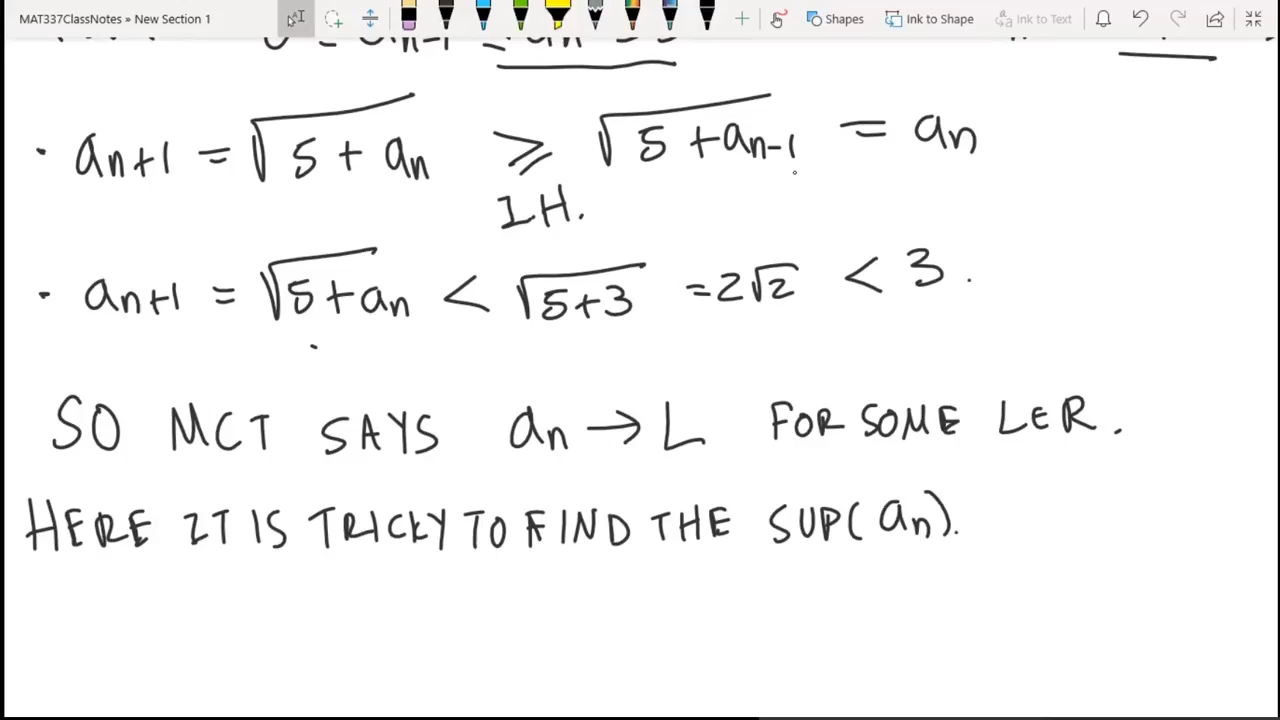 MAT337ClassNotes » New Section 1
Shapes
Ink to Shape
Ink to Text
· an+1 = √5 + an ≥ √5 + an-1 = an
IH.
· an+1 = √5+an < √5+3 = 2√2 < 3.
SO MCT SAYS an → L FOR SOME L∈R.
HERE IT IS TRICKY TO FIND THE SUP(an).